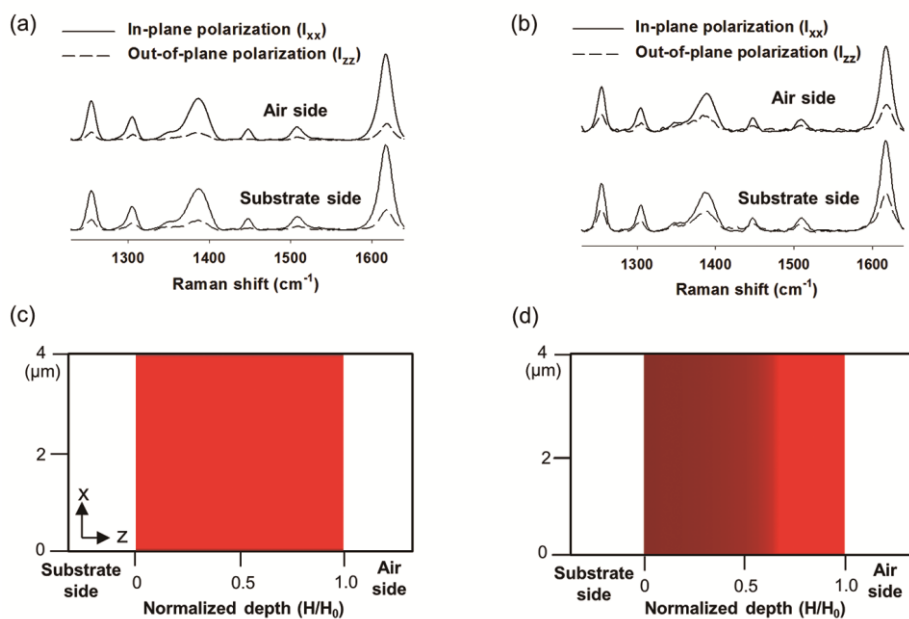 (a)
In-plane polarization (Ixx)
Out-of-plane polarization (Izz)
Air side
Substrate side
1300 1400 1500 1600
Raman shift (cm⁻¹)
(b)
In-plane polarization (Ixx)
Out-of-plane polarization (Izz)
Air side
Substrate side
1300 1400 1500 1600
Raman shift (cm⁻¹)
(c)
4
(μm)
2
X
Z
0
Substrate side
0 0.5 1.0
Air side
Normalized depth (H/H₀)
(d)
4
(μm)
2
0
Substrate side
0 0.5 1.0
Air side
Normalized depth (H/H₀)